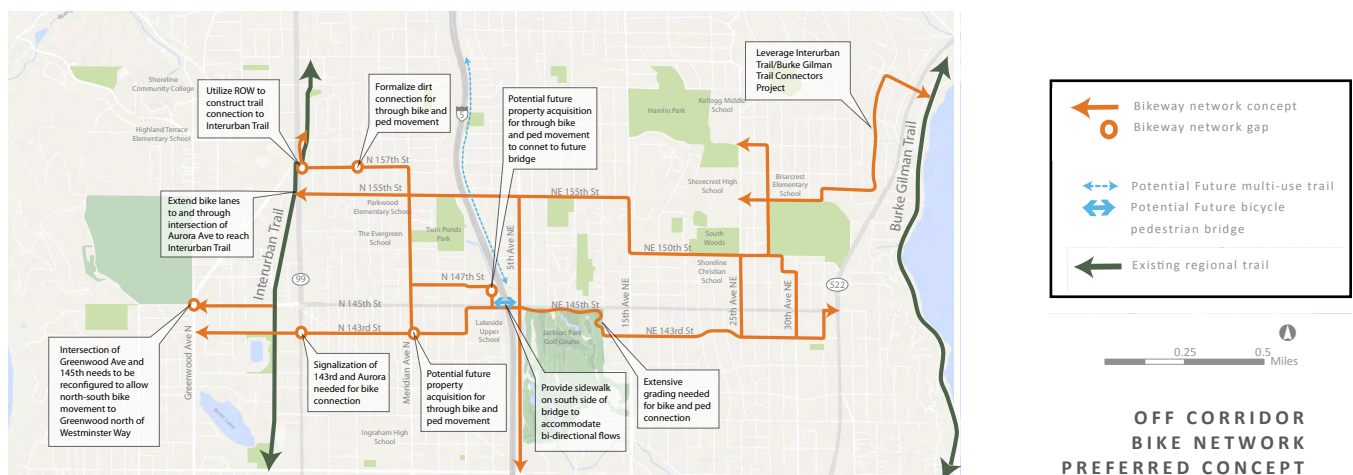 Shoreline
Community College
Highland Terrace
Elementary School
Utilize ROW to
construct trail
connection to
Interurban Trail
Formalize dirt
connection for
through bike and
ped movement
5
Potential future
property acquisition
for through bike
and ped movement
to connet to future
bridge
Hamlin Park
Kellogg Middle
School
Leverage Interurban
Trail/Burke Gilman
Trail Connectors
Project
N 157th St
N 155th St
NE 155th St
Parkwood
Elementary School
Shorecrest High
School
Briarcrest
Elementary
School
Extend bike lanes
to and through
intersection of
Aurora Ave to reach
Interurban Trail
The Evergreen
School
Twin Ponds
Park
5th Ave NE
South
Woods
NE 150th St
Shoreline
Christian
School
Burke Gilman Trail
Interurban Trail
99
N 147th St
522
N 145th St
NE 145th St
15th Ave NE
25th Ave NE
30th Ave NE
N 143rd St
NE 143rd St
Lakeside
Upper
School
Jackson Park
Golf Course
Greenwood Ave N
Meridian Ave N
Intersection of
Greenwood Ave and
145th needs to be
reconfigured to allow
north-south bike
movement to
Greenwood north of
Westminster Way
Signalization of
143rd and Aurora
needed for bike
connection
Potential future
property
acquisition for
through bike and
ped movement
Provide sidewalk
on south side of
bridge to
accommodate
bi-directional flows
Extensive
grading needed
for bike and ped
connection
Bitter Lake
Ingraham High
School
Bikeway network concept
Bikeway network gap
Potential Future multi-use trail
Potential Future bicycle
pedestrian bridge
Existing regional trail
0.25
0.5
Miles
OFF CORRIDOR
BIKE NETWORK
PREFERRED CONCEPT